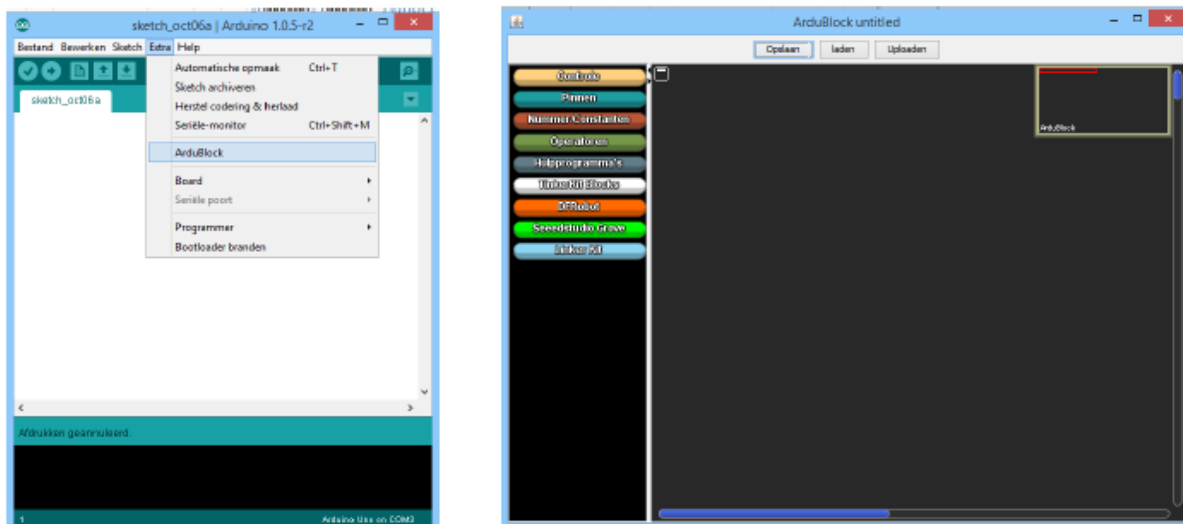 sketch_oct06a | Arduino 1.0.5-r2
Bestand Bewerken Sketch Extra Help
sketch_oct06a
Automatische opmaak Ctrl+T
Sketch archiveren
Herstel codering & herlaad
Seriële-monitor Ctrl+Shift+M
ArduBlock
Board
Seriële poort
Programmer
Bootloader branden
Afdrukken geannuleerd.
1 Arduino Uno on COM3
ArduBlock untitled
Opslaan laden Uploaden
Controle
Pinnen
Nummer/Constanten
Operatoren
Hulpprogramma's
TinkerKit Blocks
DFRobot
Seeedstudio Grove
Linker Kit
ArduBlock